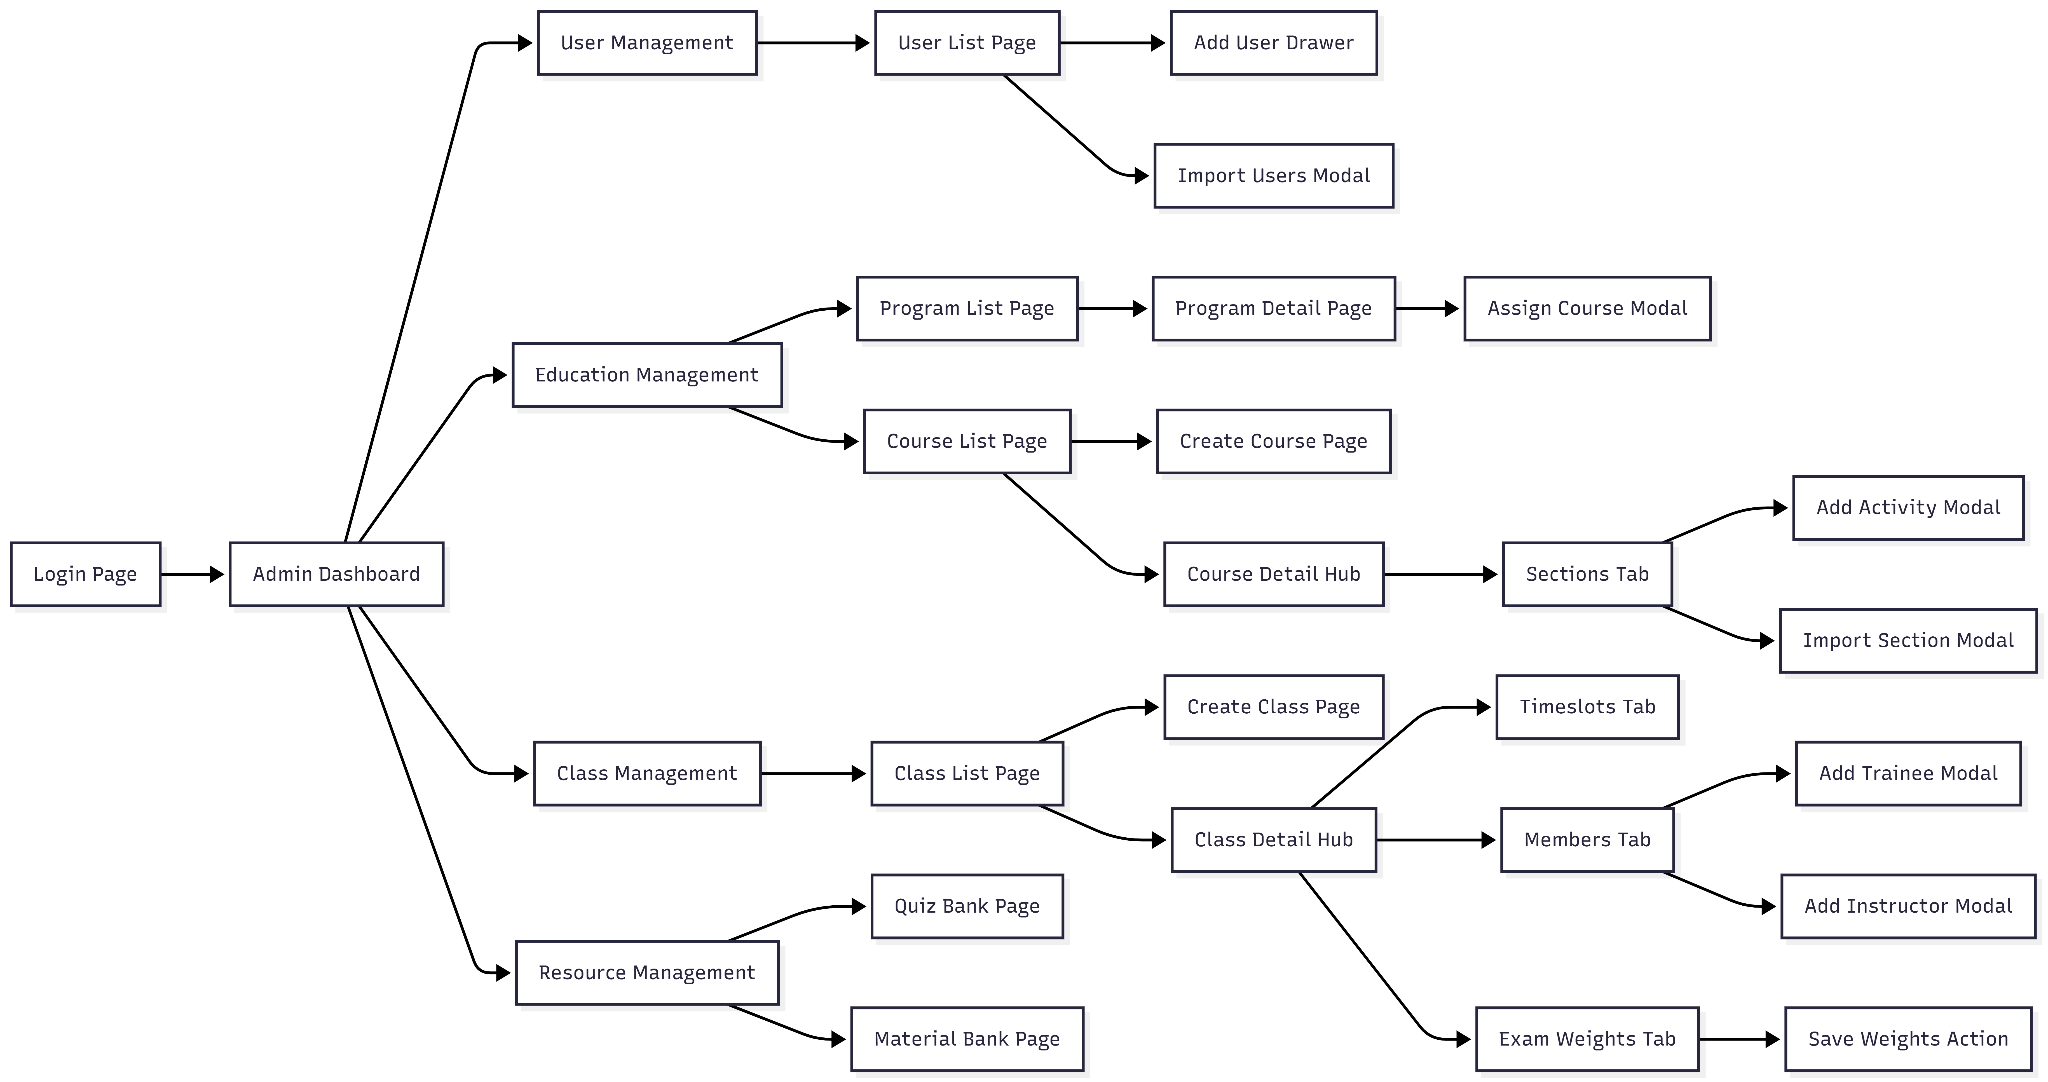 User Management
User List Page
Add User Drawer
Import Users Modal
Program List Page
Program Detail Page
Assign Course Modal
Education Management
Course List Page
Create Course Page
Add Activity Modal
Login Page
Admin Dashboard
Course Detail Hub
Sections Tab
Import Section Modal
Create Class Page
Timeslots Tab
Class Management
Class List Page
Add Trainee Modal
Class Detail Hub
Members Tab
Quiz Bank Page
Add Instructor Modal
Resource Management
Material Bank Page
Exam Weights Tab
Save Weights Action